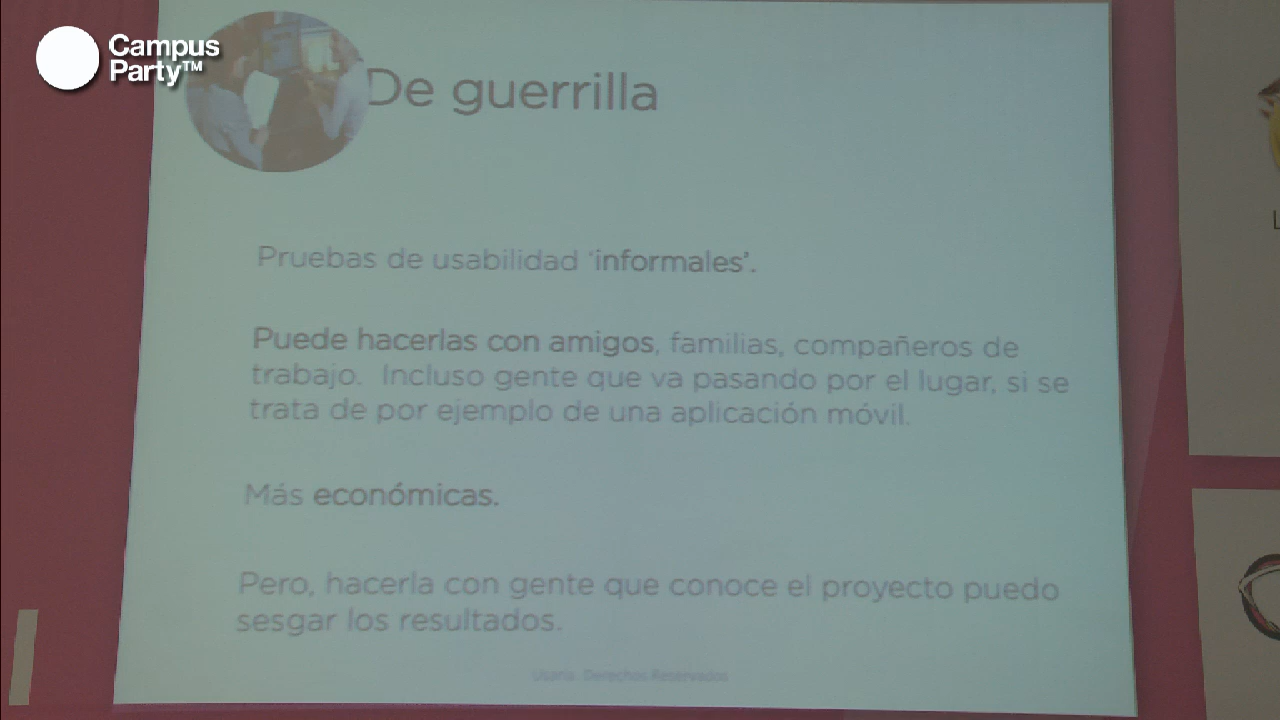 Campus
Party™
De guerrilla
Pruebas de usabilidad ‘informales’.
Puede hacerlas con amigos, familias, compañeros de
trabajo. Incluso gente que va pasando por el lugar, si se
trata de por ejemplo de una aplicación móvil.
Más económicas.
Pero, hacerla con gente que conoce el proyecto puedo
sesgar los resultados.
Derechos Reservados